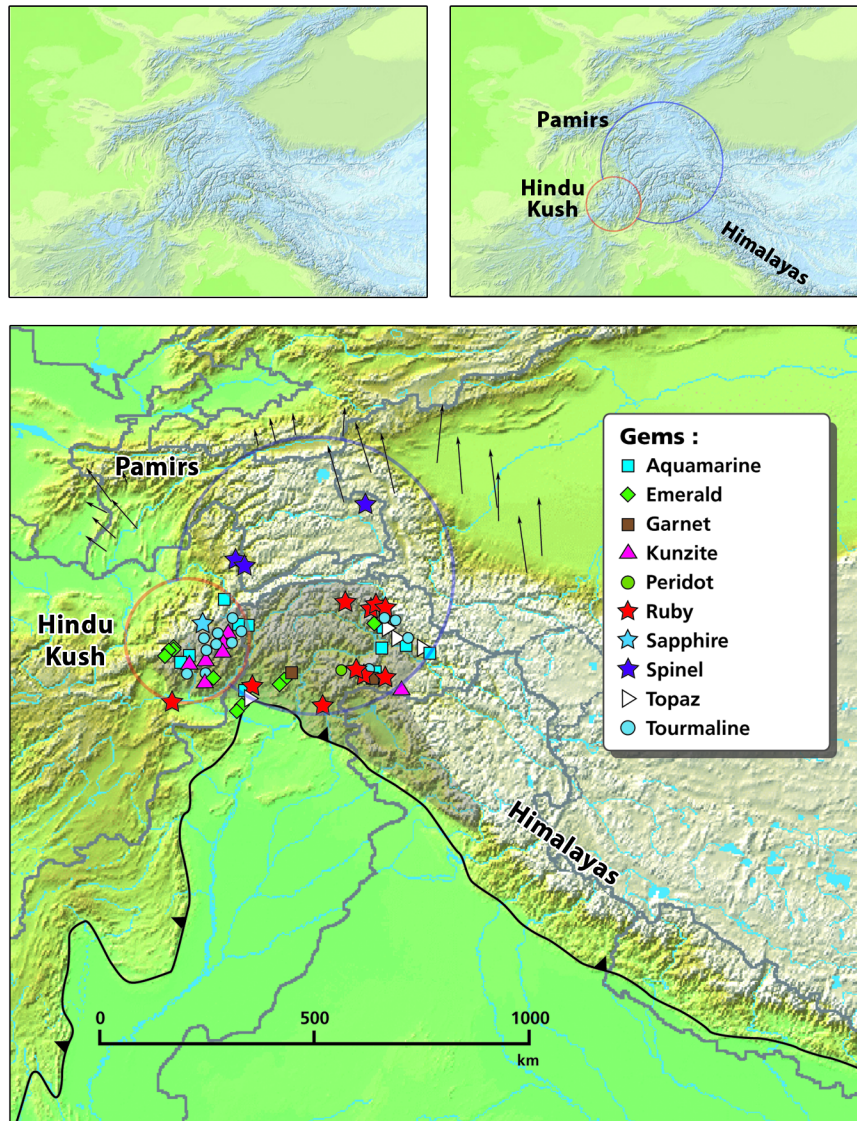 Pamirs
Hindu
Kush
Himalayas
Pamirs
Hindu
Kush
Himalayas
Gems :
Aquamarine
Emerald
Garnet
Kunzite
Peridot
Ruby
Sapphire
Spinel
Topaz
Tourmaline
0 500 1000
km